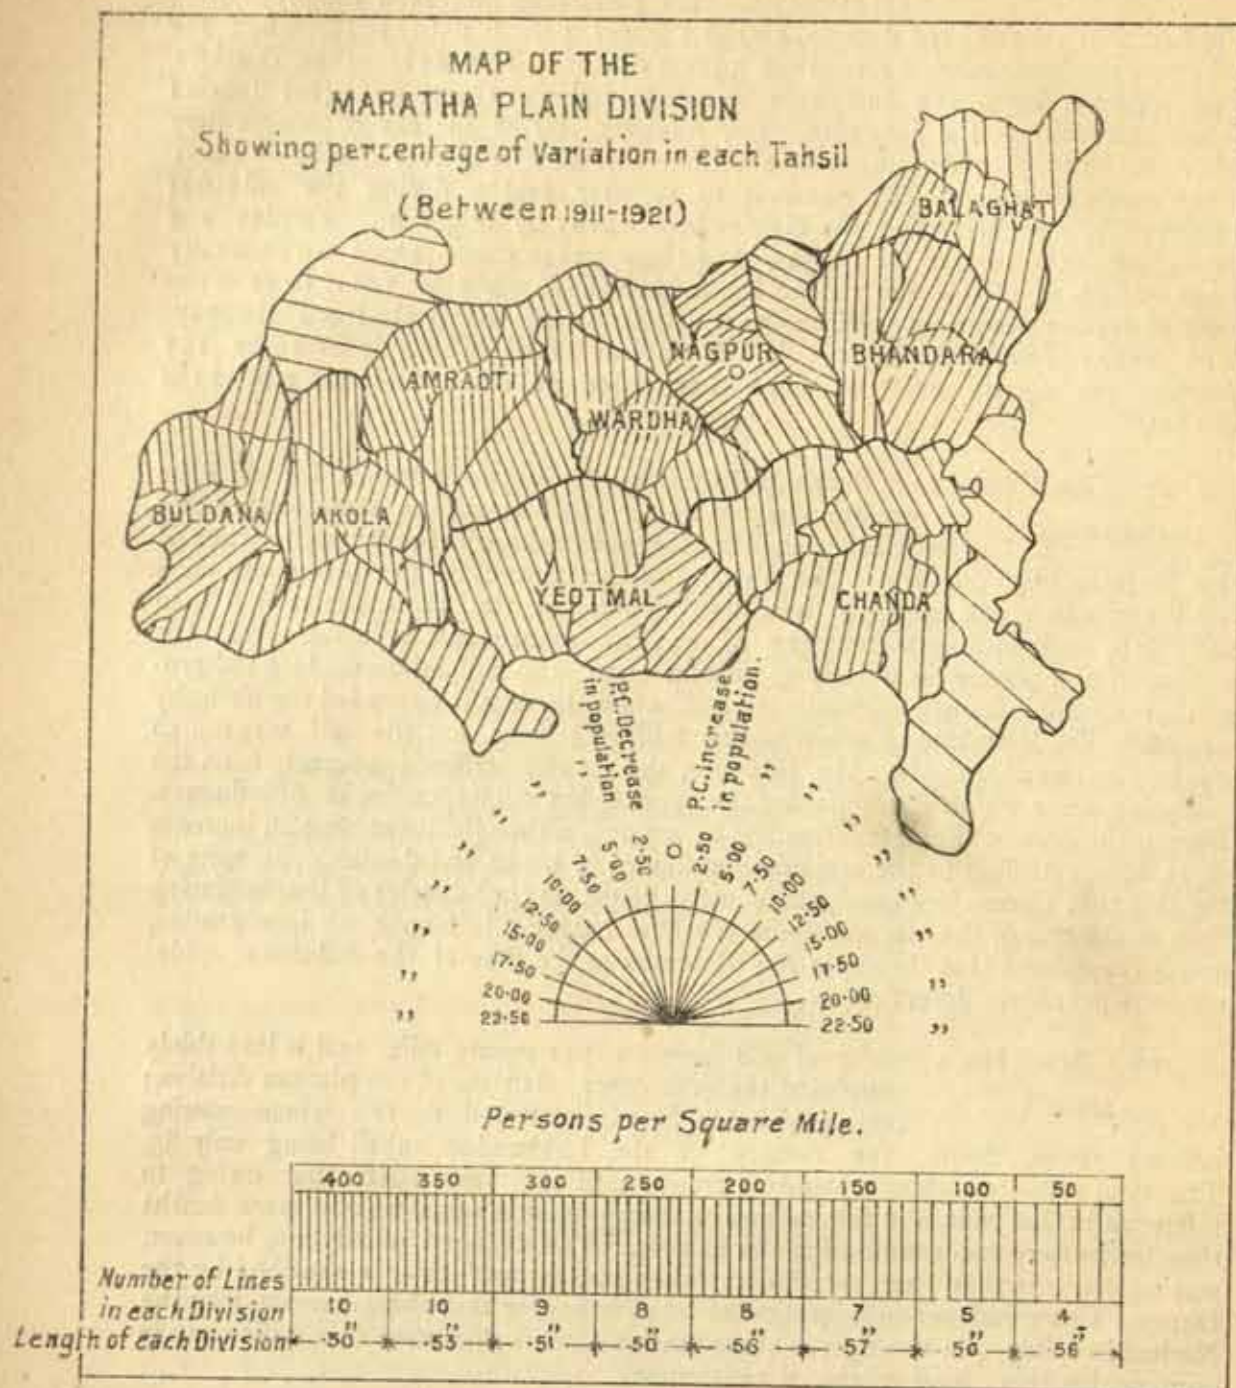 MAP OF THE
MARATHA PLAIN DIVISION
Showing percentage of Variation in each Tahsil
(Between 1911-1921)
BALAGHAT
NAGPUR
BHANDARA
AMRAOTI
WARDHA
BULDANA
AKOLA
YEOTMAL
CHANDA
P.C. Decrease
in population
P.C. increase
in population.
" " " " " " " "
" " " " " " " "
22·50
20·00
17·50
15·00
12·50
10·00
7·50
5·00
2·50
0
2·50
5·00
7·50
10·00
12·50
15·00
17·50
20·00
22·50
Persons per Square Mile.
400 350 300 250 200 150 100 50
Number of Lines
in each Division 10 10 9 8 8 7 5 4
Length of each Division ·50" ·53" ·51" ·50" ·56" ·57" ·50" ·56"